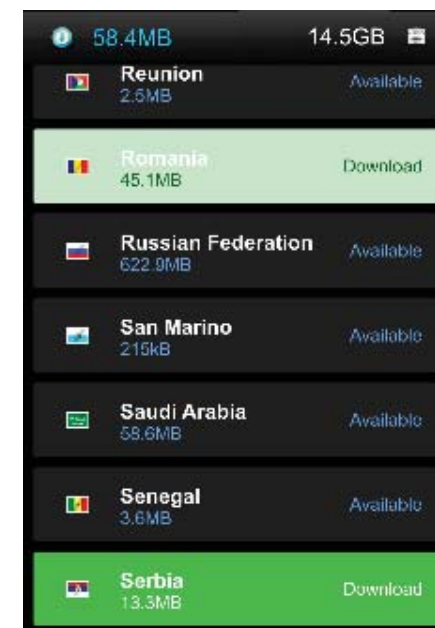 58.4MB 14.5GB
Reunion Available
2.5MB
Romania Download
45.1MB
Russian Federation Available
622.9MB
San Marino Available
215kB
Saudi Arabia Available
58.6MB
Senegal Available
3.6MB
Serbia Download
13.3MB